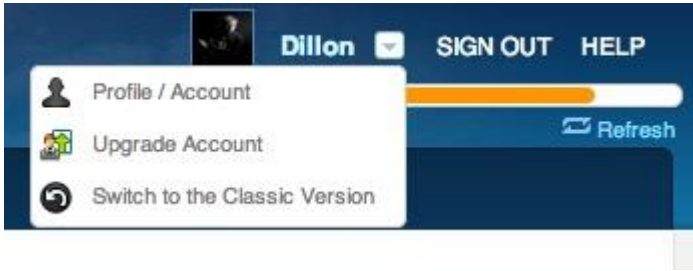 Dillon SIGN OUT HELP
Profile / Account
Refresh
Upgrade Account
Switch to the Classic Version